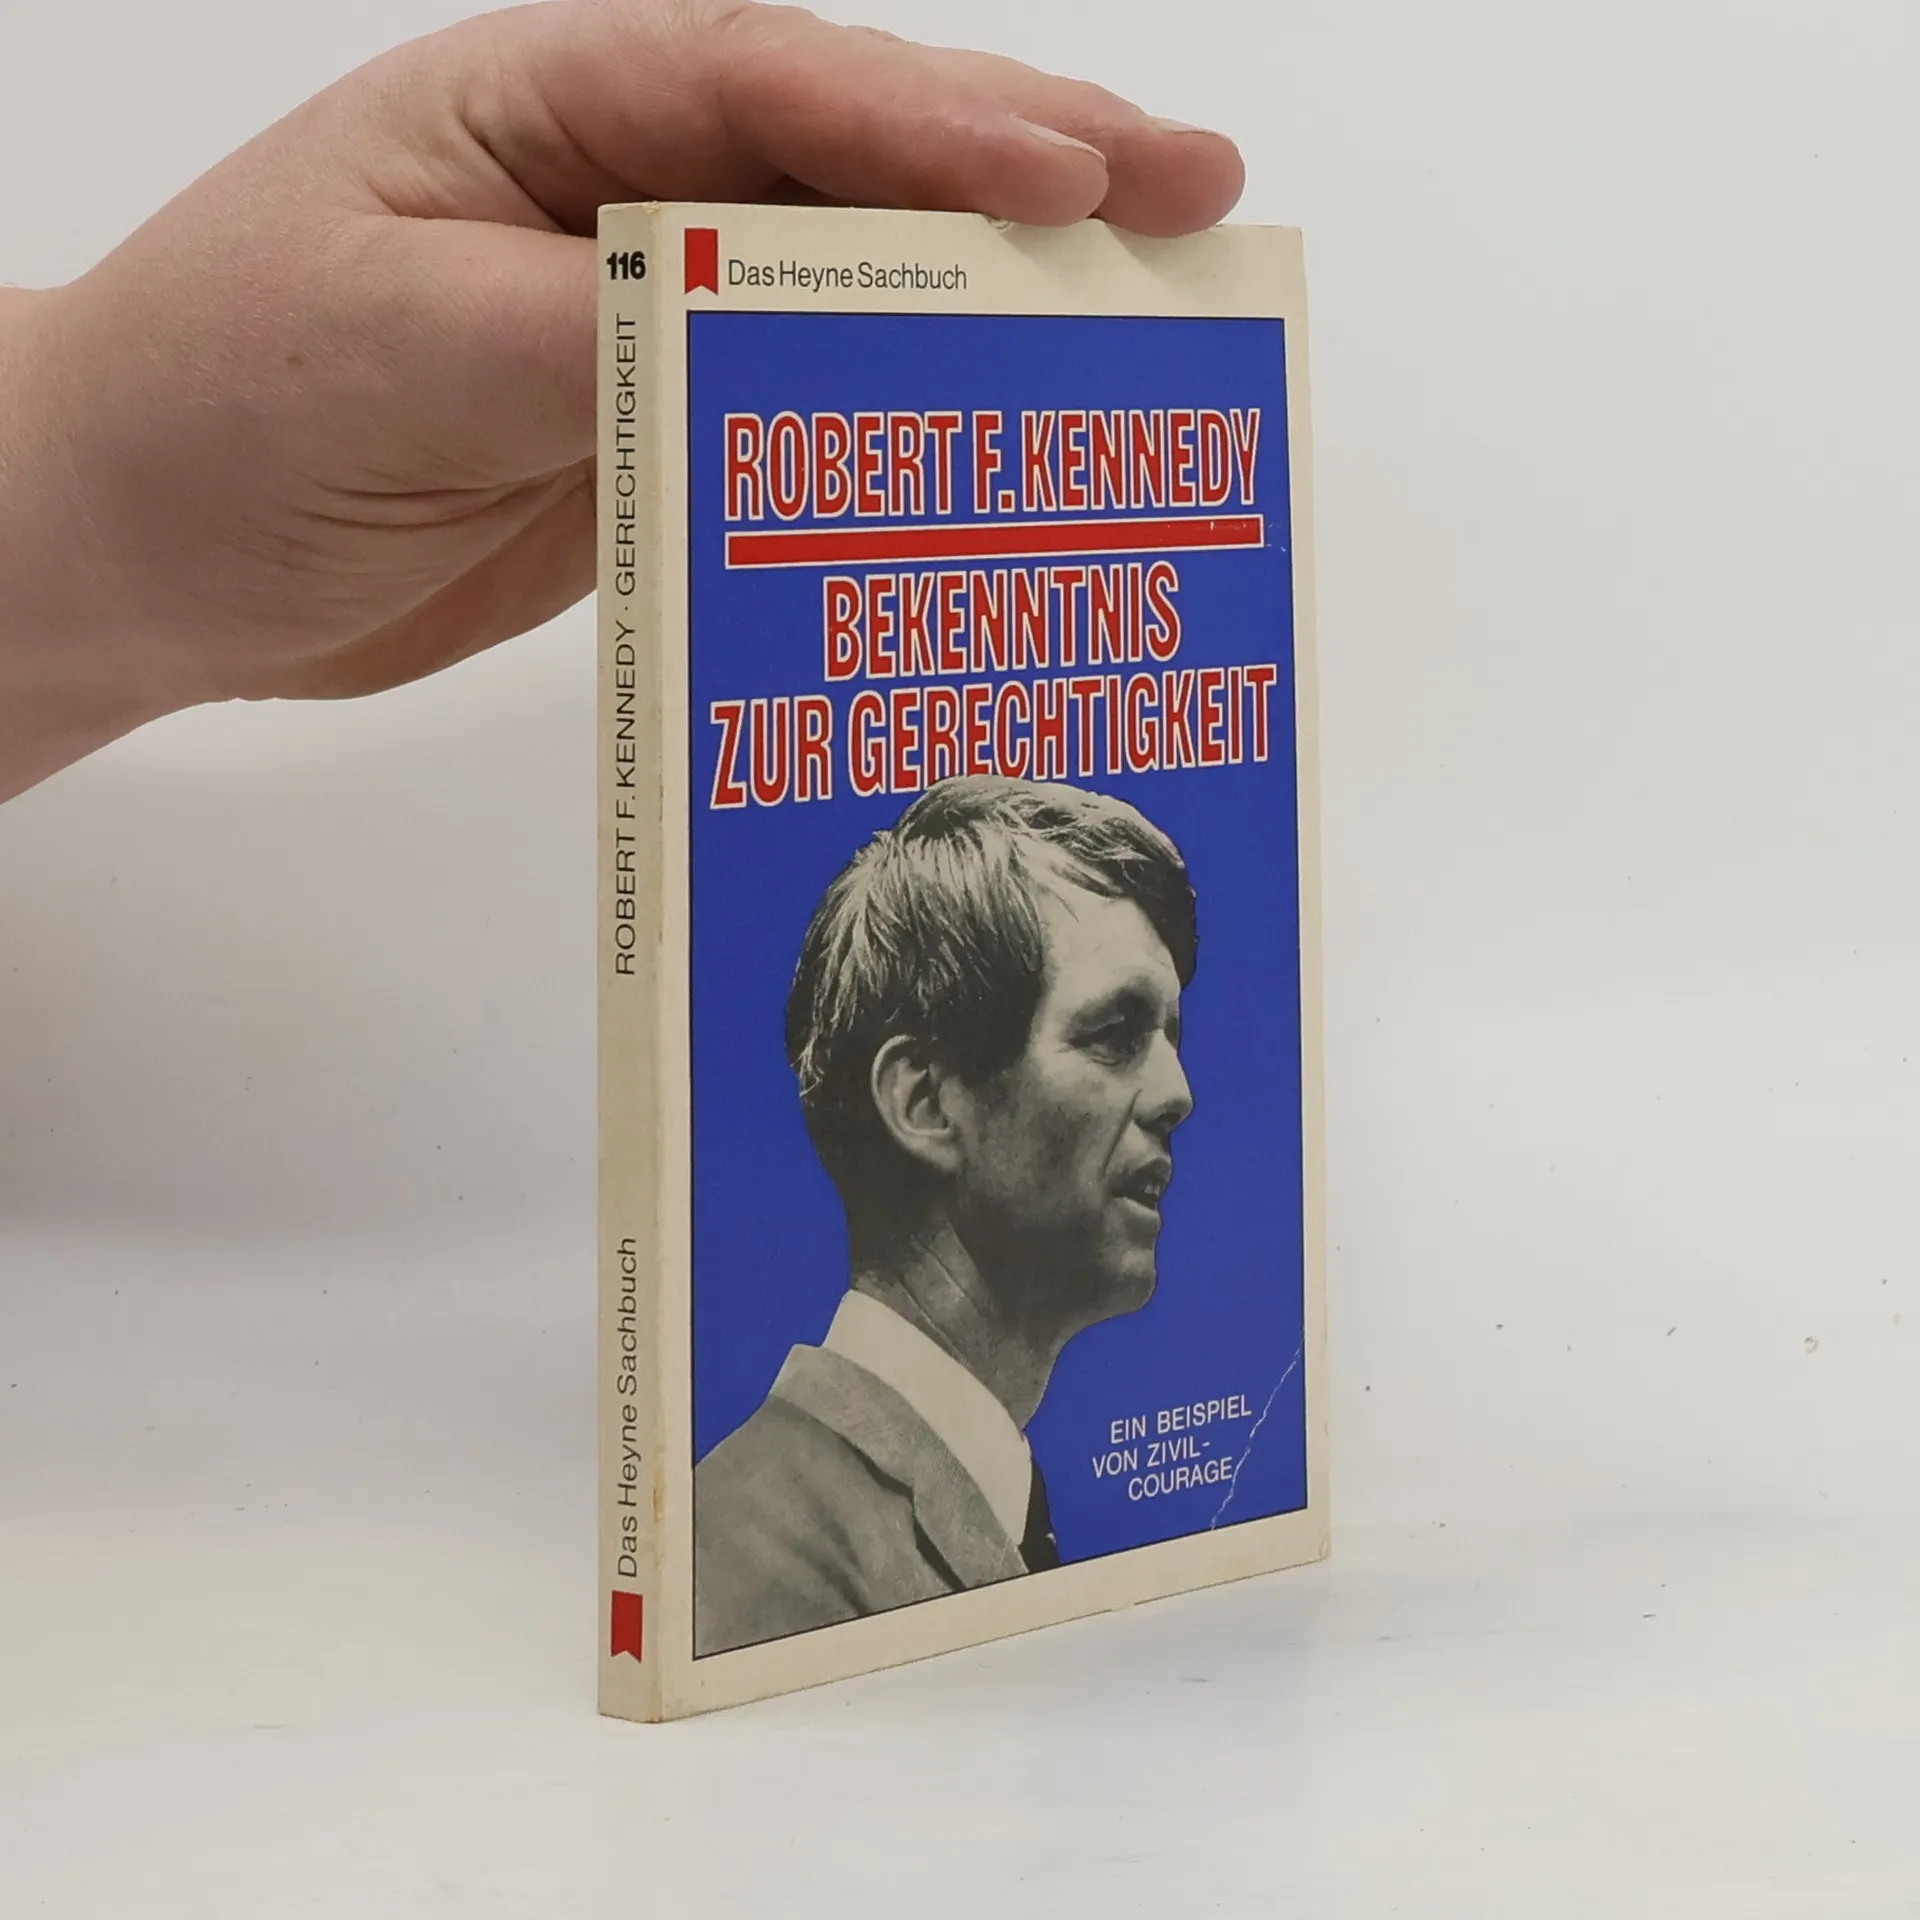 116
ROBERT F. KENNEDY · GERECHTIGKEIT
Das Heyne Sachbuch
Das Heyne Sachbuch
ROBERT F. KENNEDY
BEKENNTNIS
ZUR GERECHTIGKEIT
EIN BEISPIEL
VON ZIVIL-
COURAGE